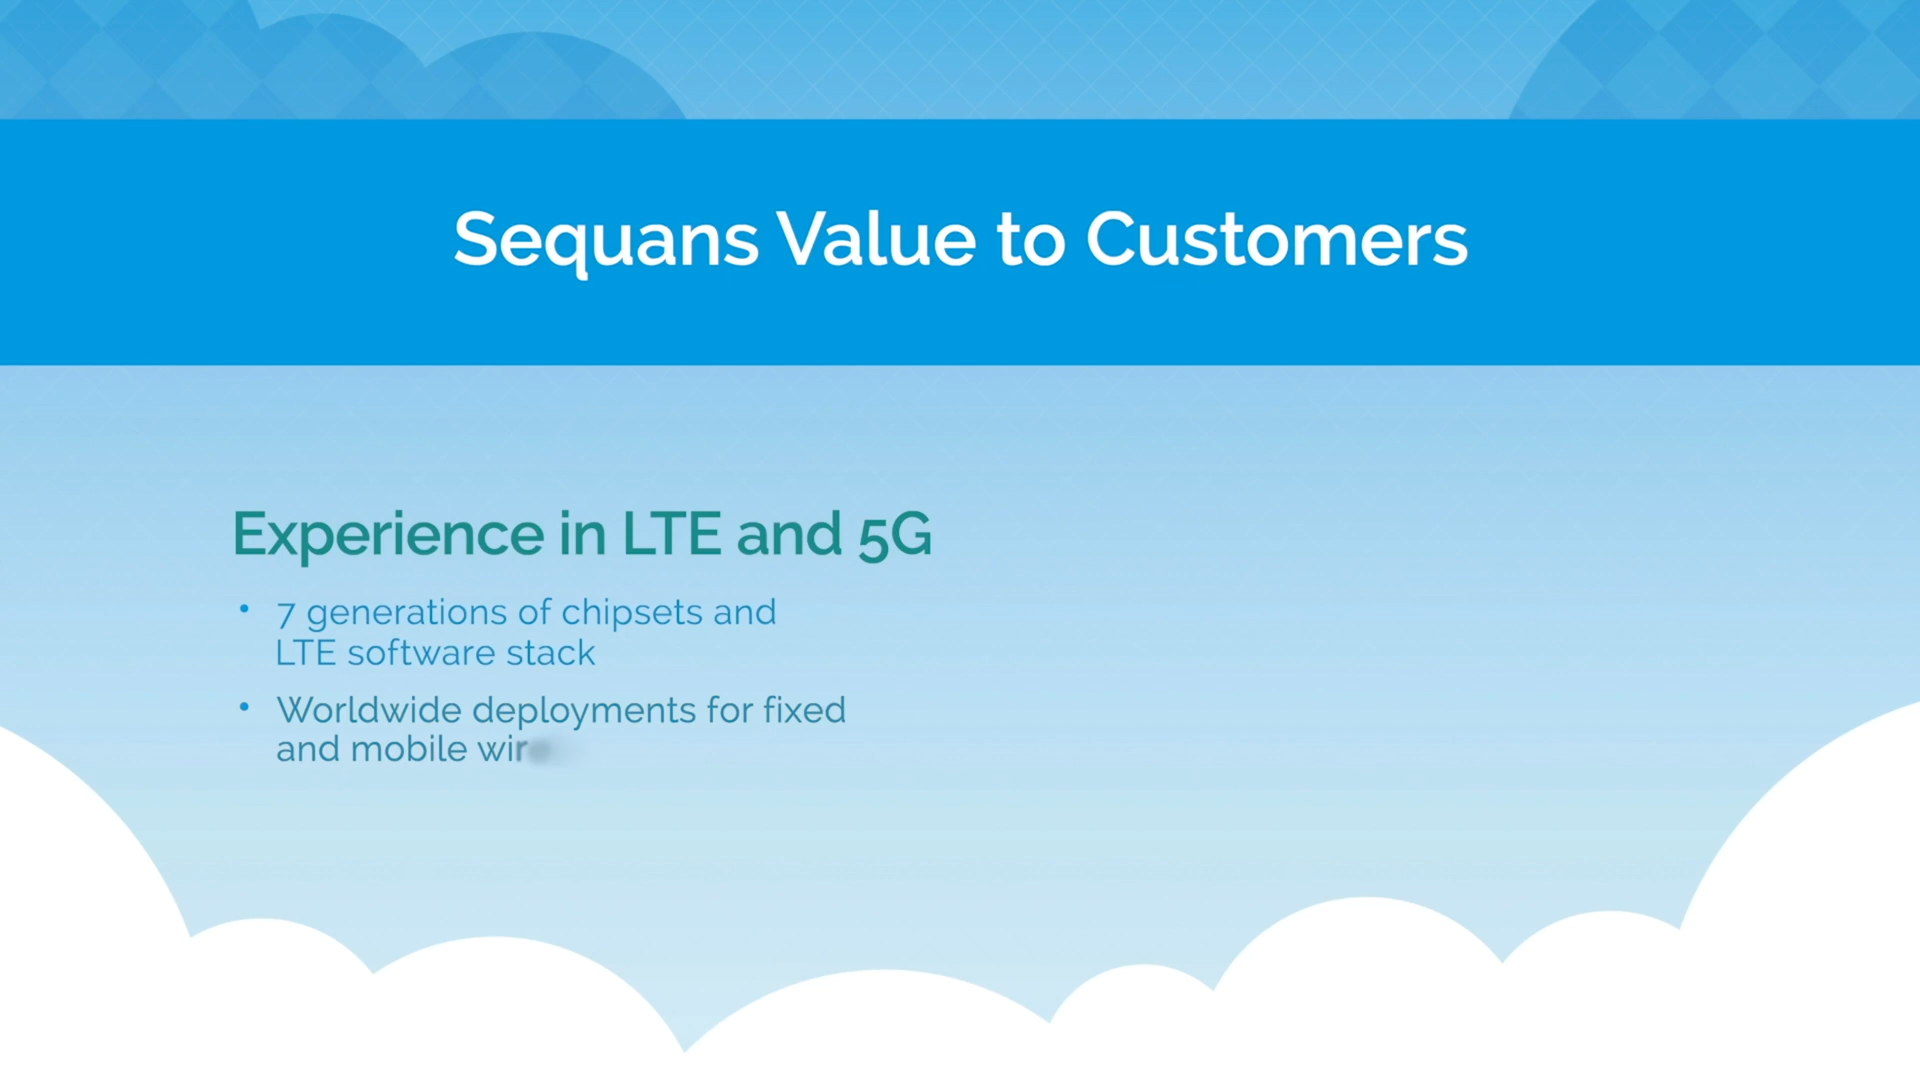 Sequans Value to Customers
Experience in LTE and 5G
• 7 generations of chipsets and
LTE software stack
• Worldwide deployments for fixed
and mobile